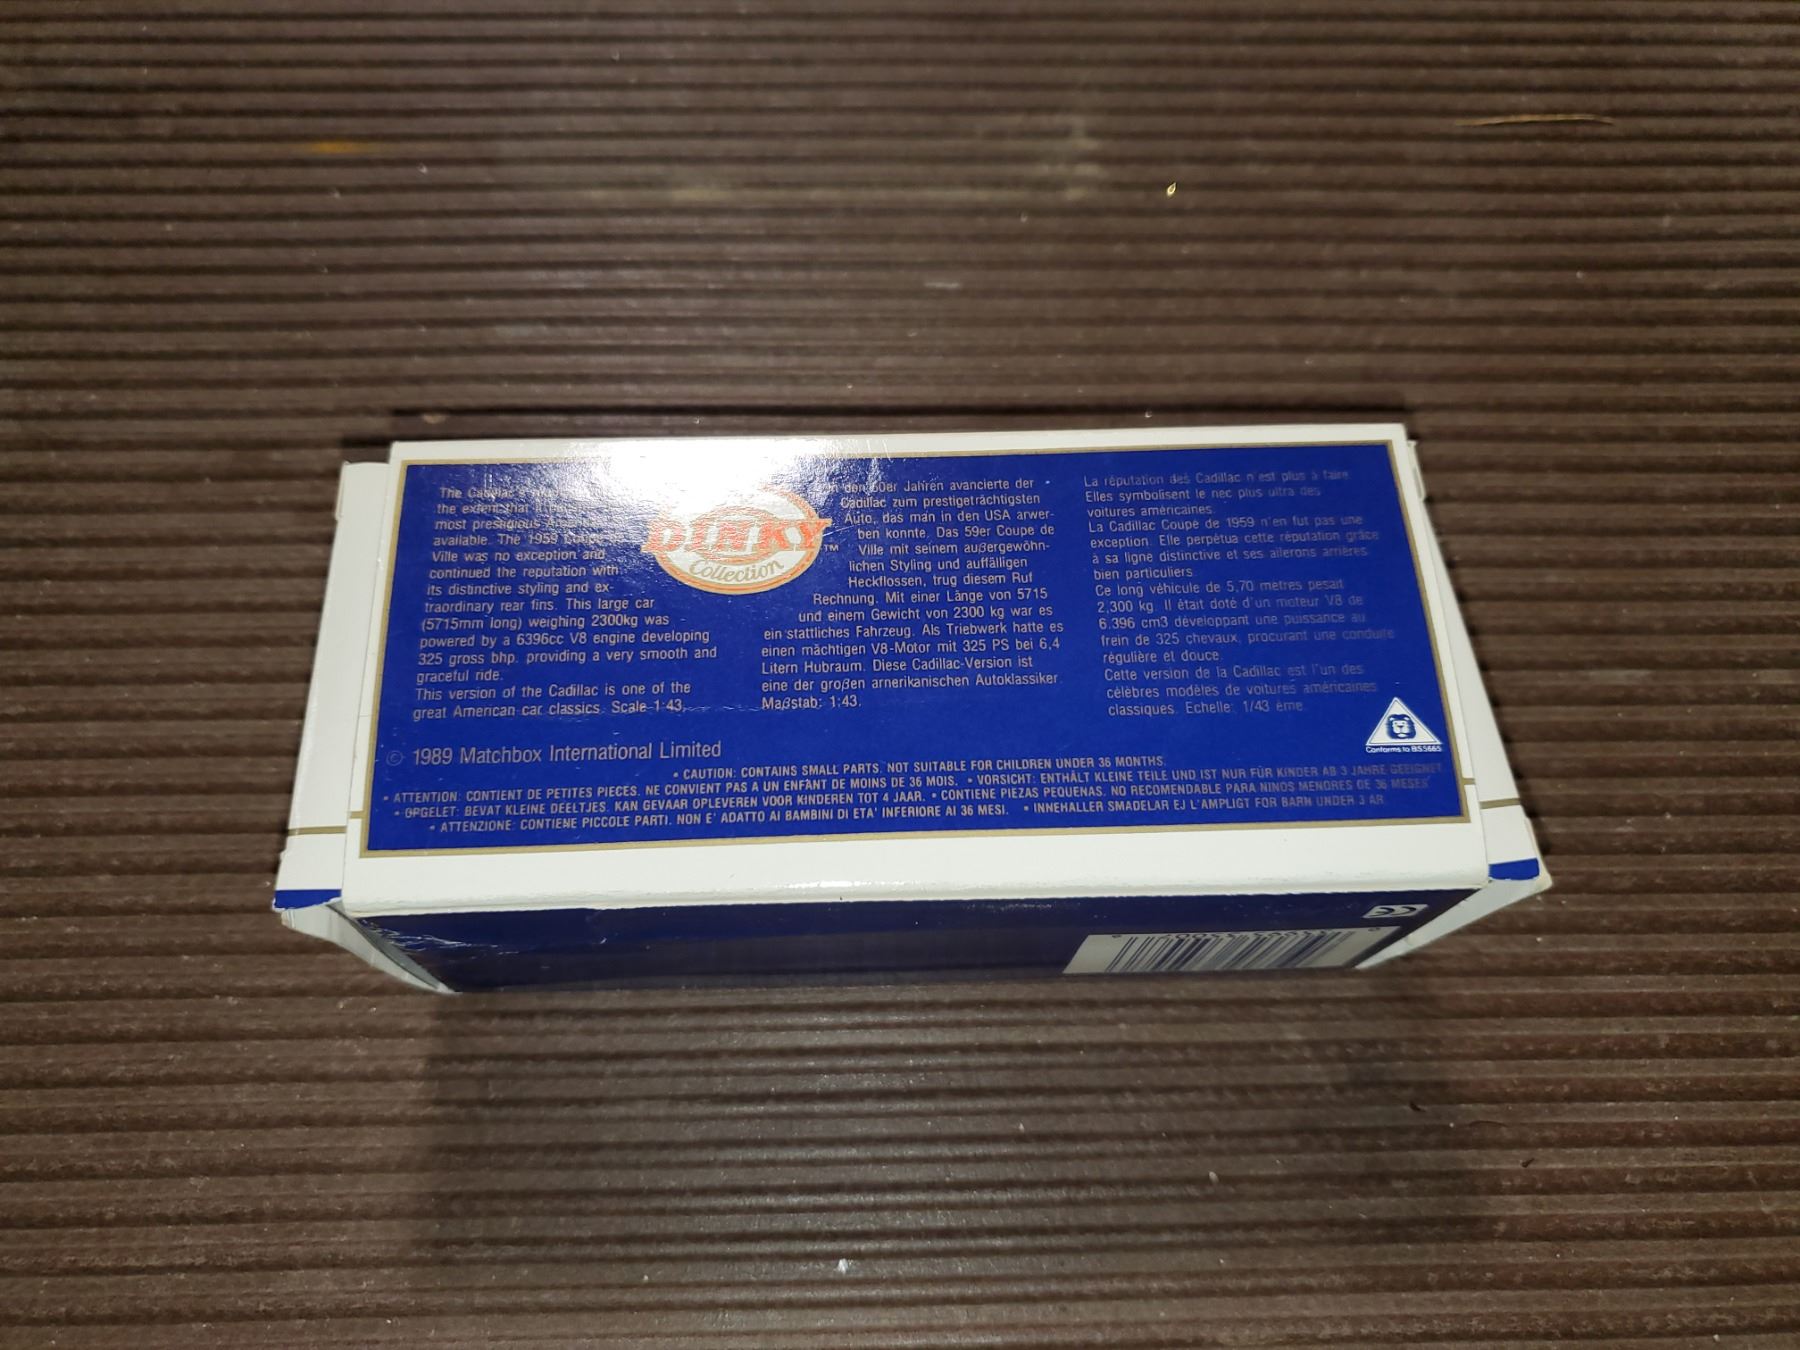 The Cadillac's
the extent that it
most prestigious
available. The 1959 Coupe
Ville was no exception and
continued the reputation with
its distinctive styling and ex-
traordinary rear fins. This large car
(5715mm long) weighing 2300kg was
powered by a 6396cc V8 engine developing
325 gross bhp. providing a very smooth and
graceful ride.
This version of the Cadillac is one of the
great American car classics. Scale 1:43.
DINKY
TM
Collection
den 60er Jahren avancierte der
Cadillac zum prestigeträchtigsten
Auto, das man in den USA arwer-
ben konnte. Das 59er Coupe de
Ville mit seinem außergewöhn-
lichen Styling und auffälligen
Heckflossen, trug diesem Ruf
Rechnung. Mit einer Länge von 5715
und einem Gewicht von 2300 kg war es
ein stattliches Fahrzeug. Als Triebwerk hatte es
einen mächtigen V8-Motor mit 325 PS bei 6,4
Litern Hubraum. Diese Cadillac-Version ist
eine der großen arnerikanischen Autoklassiker.
Maßstab: 1:43.
La réputation des Cadillac n'est plus à faire.
Elles symbolisent le nec plus ultra des
voitures américaines.
La Cadillac Coupé de 1959 n'en fut pas une
exception. Elle perpétua cette réputation grâce
à sa ligne distinctive et ses ailerons arrières
bien particuliers.
Ce long véhicule de 5,70 mètres pesait
2,300 kg. Il était doté d'un moteur V8 de
6.396 cm3 développant une puissance au
frein de 325 chevaux, procurant une conduite
régulière et douce.
Cette version de la Cadillac est l'un des
célèbres modèles de voitures américaines
classiques. Echelle: 1/43 ème.
Conforms to BS5665
© 1989 Matchbox International Limited
• CAUTION: CONTAINS SMALL PARTS. NOT SUITABLE FOR CHILDREN UNDER 36 MONTHS.
• ATTENTION: CONTIENT DE PETITES PIECES. NE CONVIENT PAS A UN ENFANT DE MOINS DE 36 MOIS. • VORSICHT: ENTHÄLT KLEINE TEILE UND IST NUR FÜR KINDER AB 3 JAHRE GEEIGNET
• OPGELET: BEVAT KLEINE DEELTJES. KAN GEVAAR OPLEVEREN VOOR KINDEREN TOT 4 JAAR. • CONTIENE PIEZAS PEQUENAS. NO RECOMENDABLE PARA NINOS MENORES DE 36 MESES
• ATTENZIONE: CONTIENE PICCOLE PARTI. NON E' ADATTO AI BAMBINI DI ETA' INFERIORE AI 36 MESI. • INNEHALLER SMADELAR EJ L'AMPLIGT FOR BARN UNDER 3 AR
CE